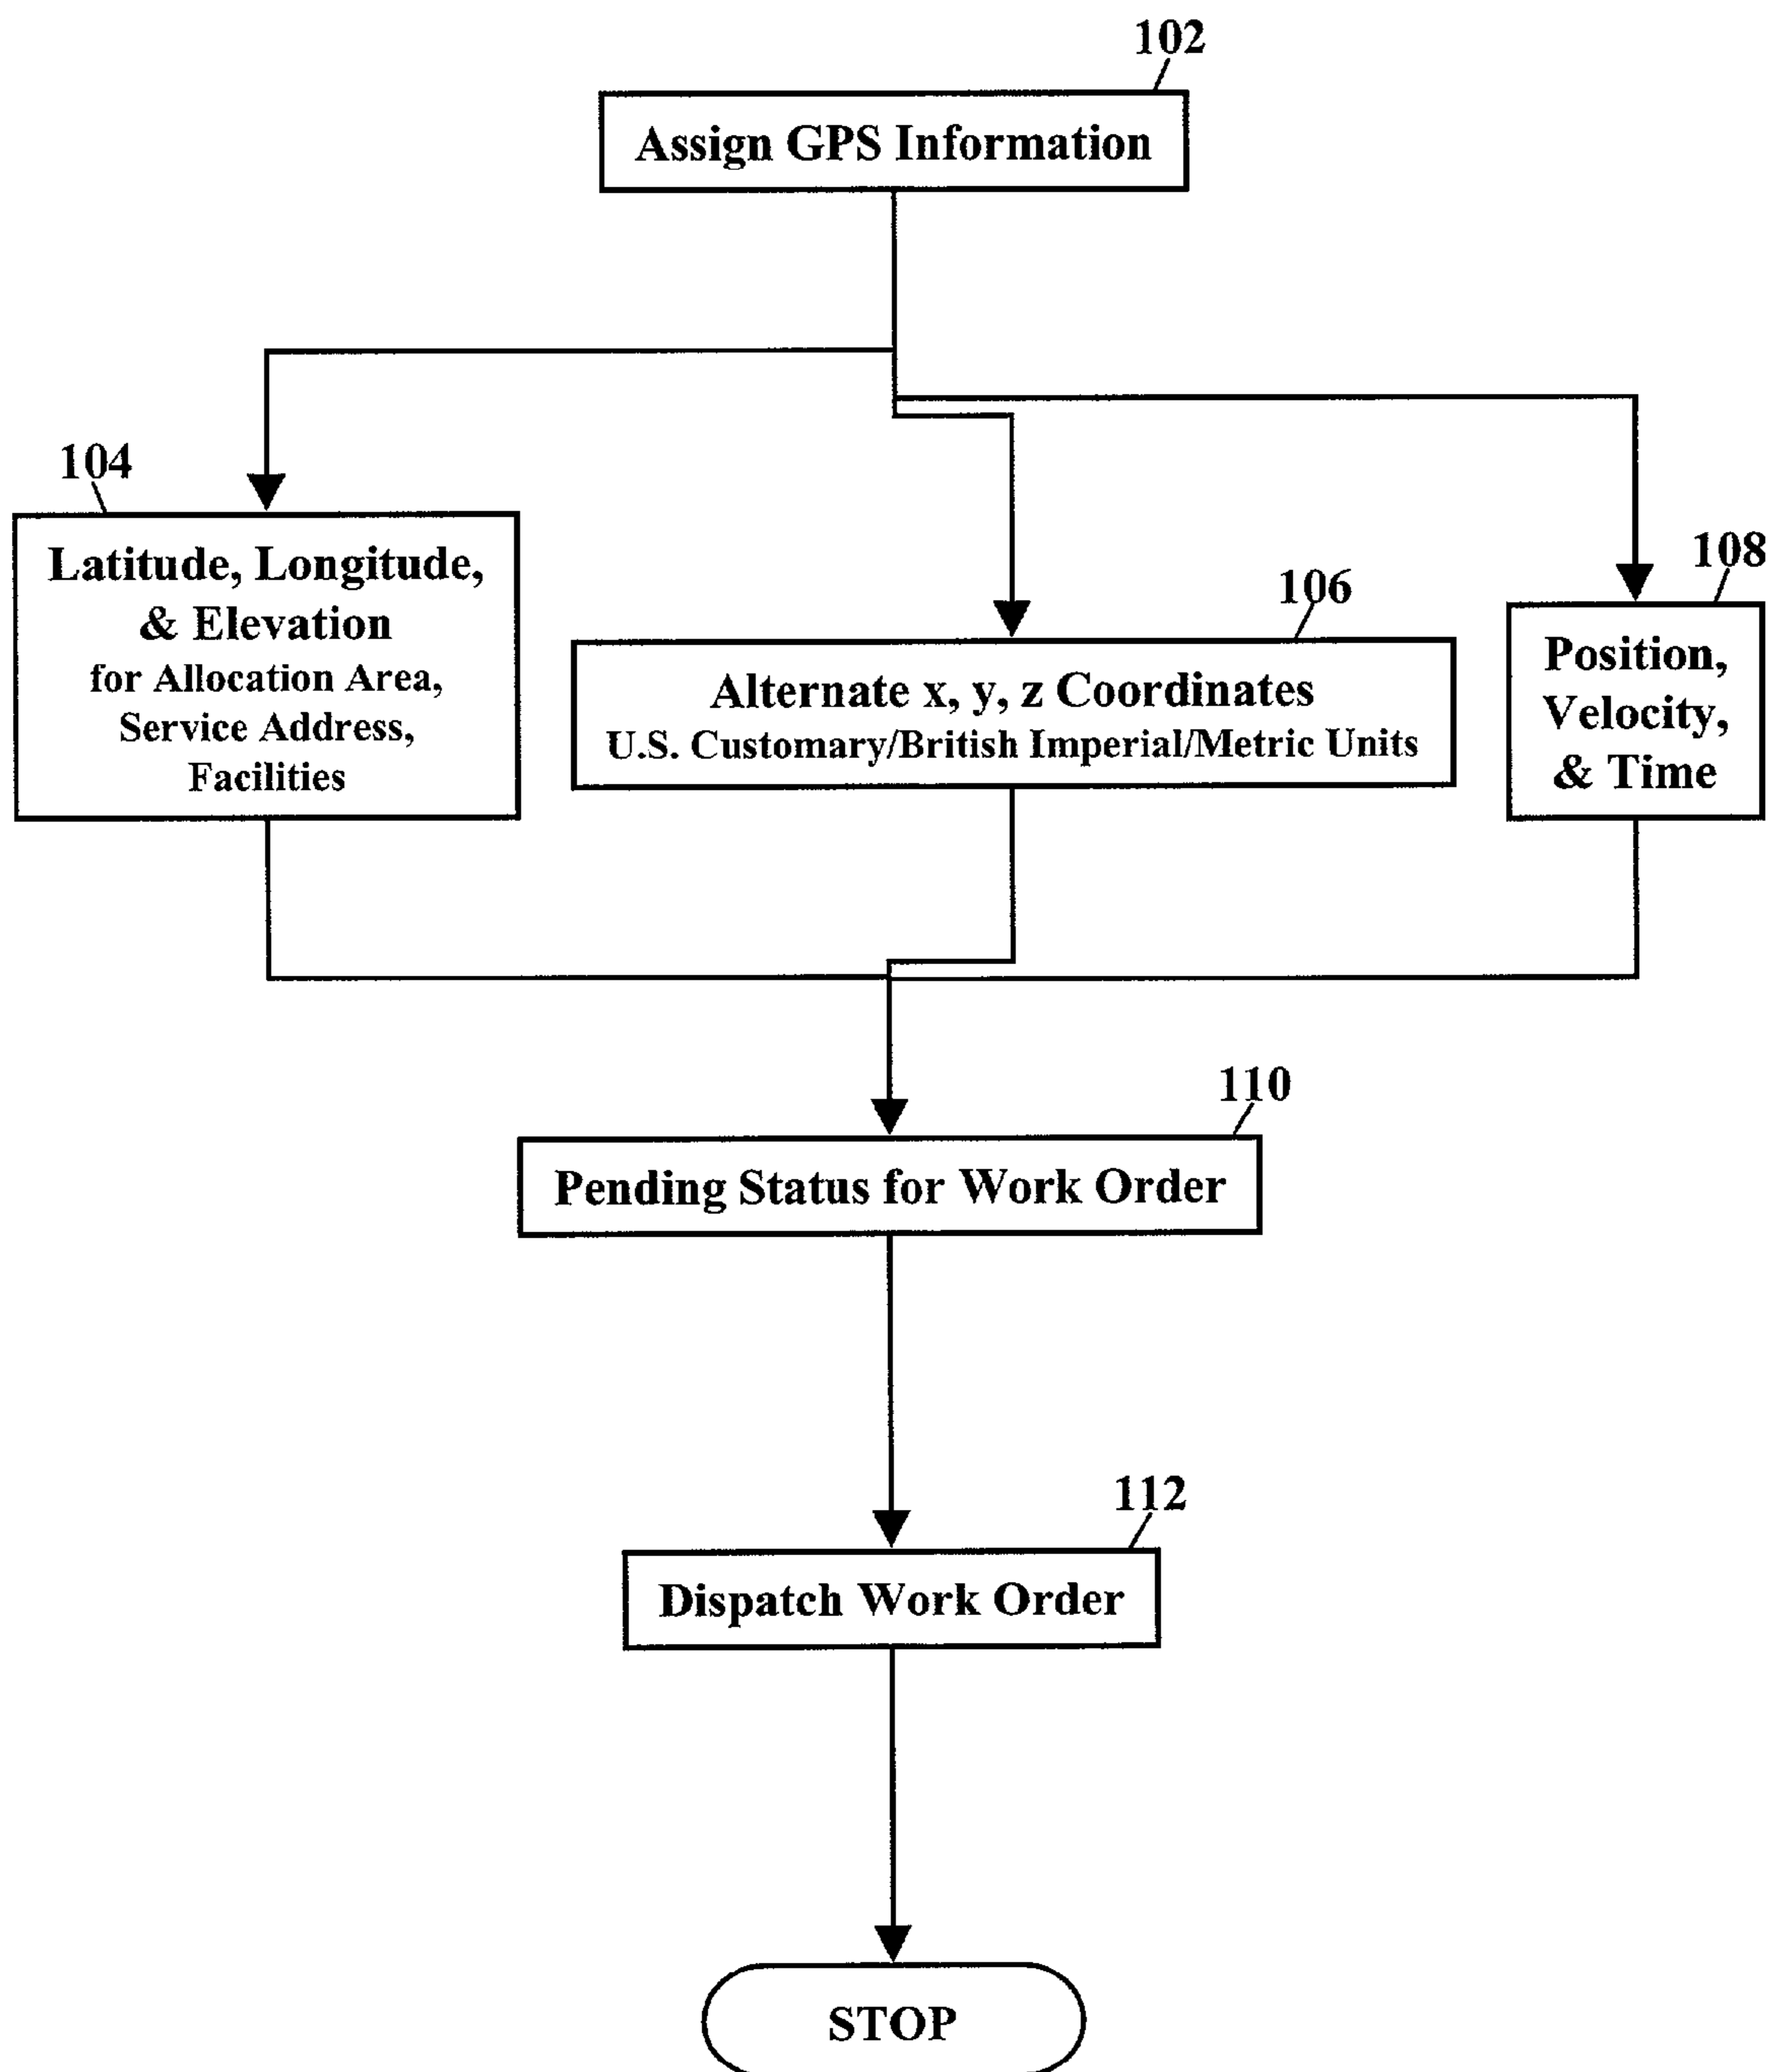 102
Assign GPS Information
104
Latitude, Longitude,
& Elevation
for Allocation Area,
Service Address,
Facilities
106
Alternate x, y, z Coordinates
U.S. Customary/British Imperial/Metric Units
108
Position,
Velocity,
& Time
110
Pending Status for Work Order
112
Dispatch Work Order
STOP